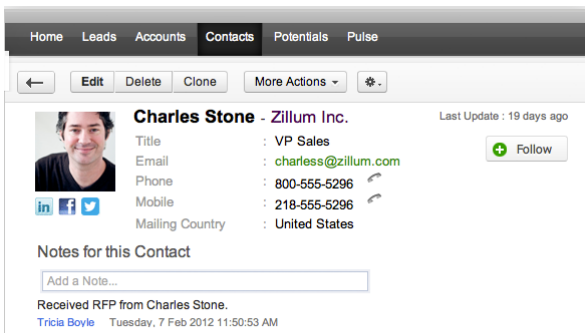 Home Leads Accounts Contacts Potentials Pulse
Edit Delete Clone More Actions
Charles Stone - Zillum Inc. Last Update : 19 days ago
Title : VP Sales Follow
Email : charless@zillum.com
Phone : 800-555-5296
Mobile : 218-555-5296
in f
Mailing Country : United States
Notes for this Contact
Add a Note...
Received RFP from Charles Stone.
Tricia Boyle Tuesday, 7 Feb 2012 11:50:53 AM